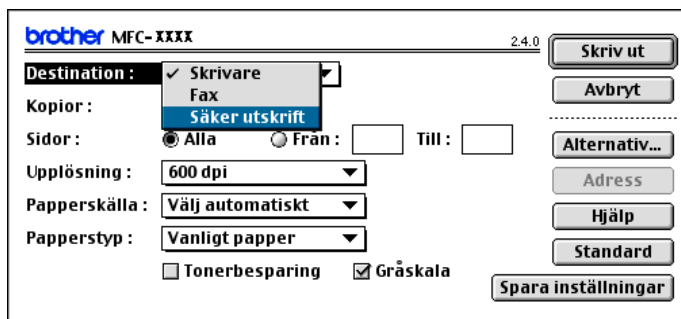 brother MFC-XXXX
2.4.0
Skriv ut
Destination :
✓ Skrivare
Fax
Säker utskrift
Avbryt
Kopior :
Sidor :
Alla
Från :
Till :
Alternativ...
Upplösning :
600 dpi
Adress
Papperskälla :
Välj automatiskt
Hjälp
Papperstyp :
Vanligt papper
Standard
Tonerbesparing
Gråskala
Spara inställningar